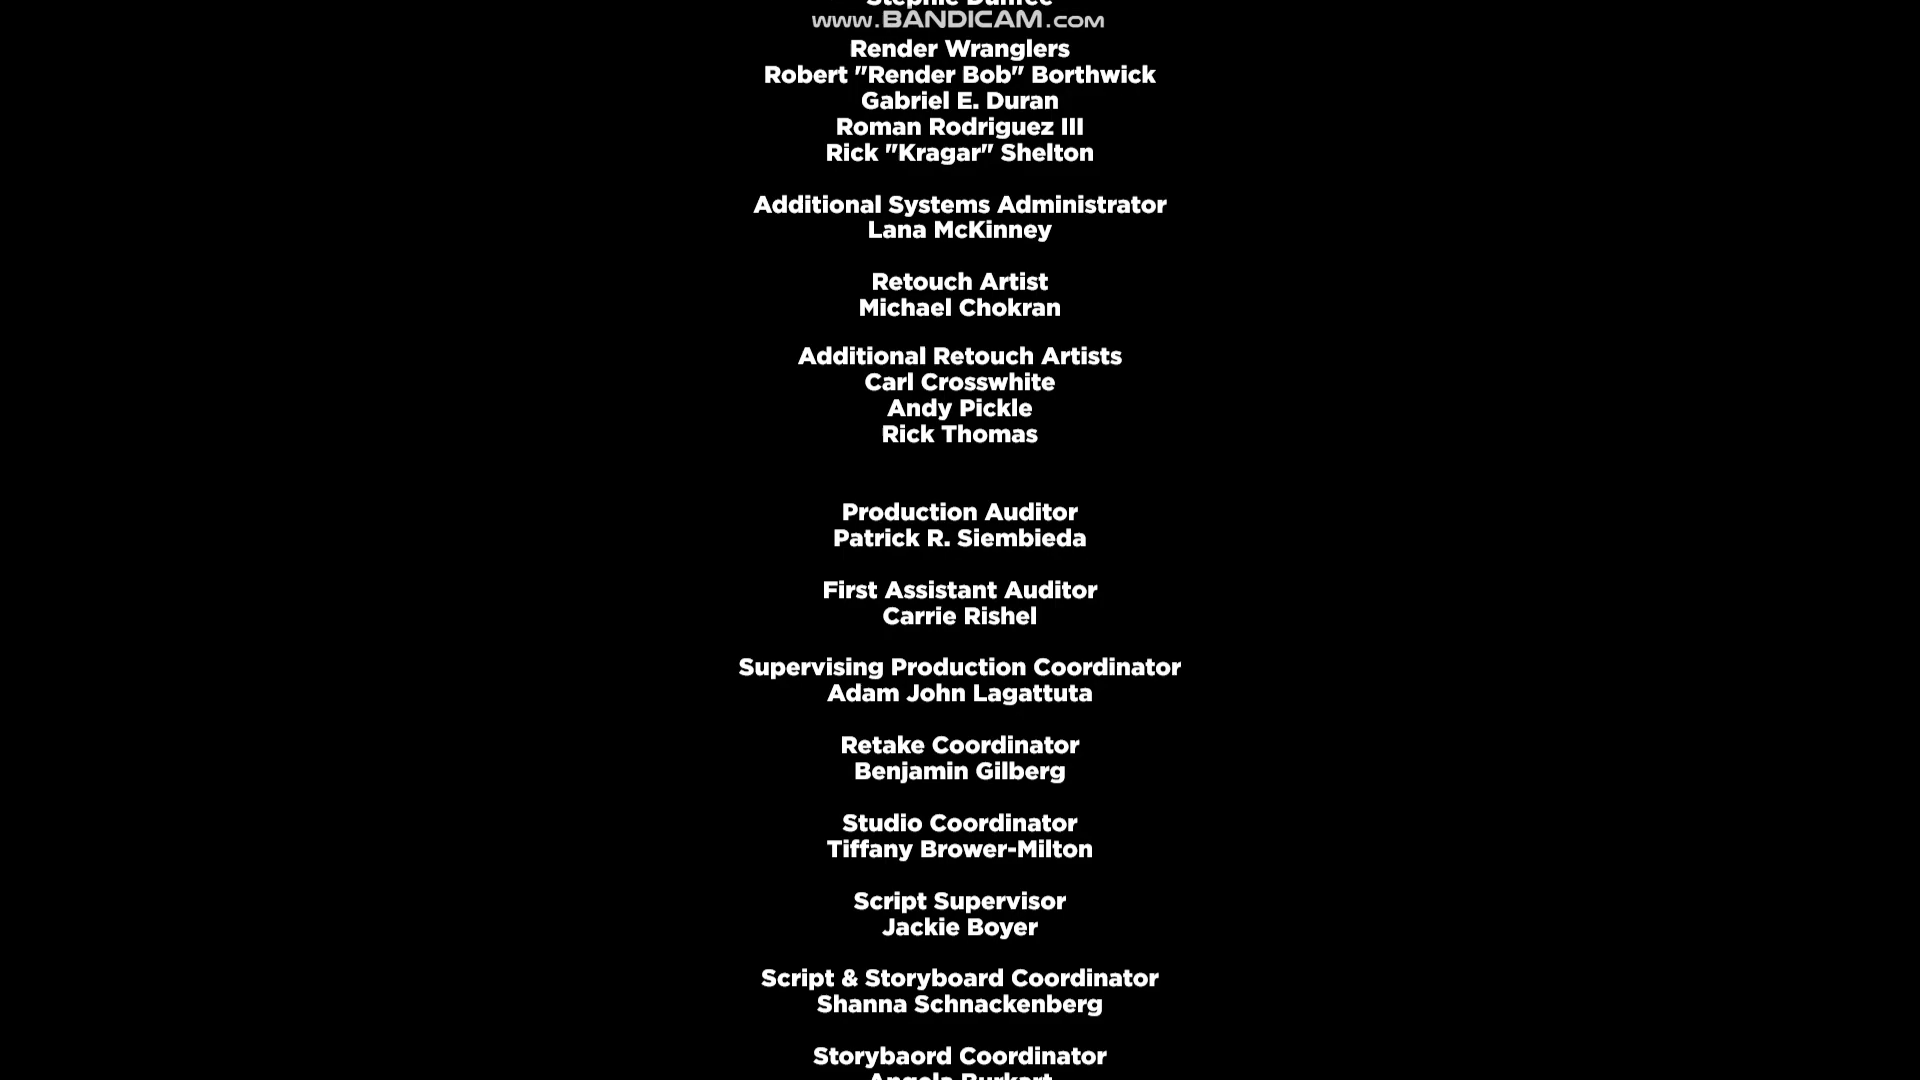 www.BANDICAM.com
Render Wranglers
Robert "Render Bob" Borthwick
Gabriel E. Duran
Roman Rodriguez III
Rick "Kragar" Shelton
Additional Systems Administrator
Lana McKinney
Retouch Artist
Michael Chokran
Additional Retouch Artists
Carl Crosswhite
Andy Pickle
Rick Thomas
Production Auditor
Patrick R. Siembieda
First Assistant Auditor
Carrie Rishel
Supervising Production Coordinator
Adam John Lagattuta
Retake Coordinator
Benjamin Gilberg
Studio Coordinator
Tiffany Brower-Milton
Script Supervisor
Jackie Boyer
Script & Storyboard Coordinator
Shanna Schnackenberg
Storybaord Coordinator
Angela Burkart